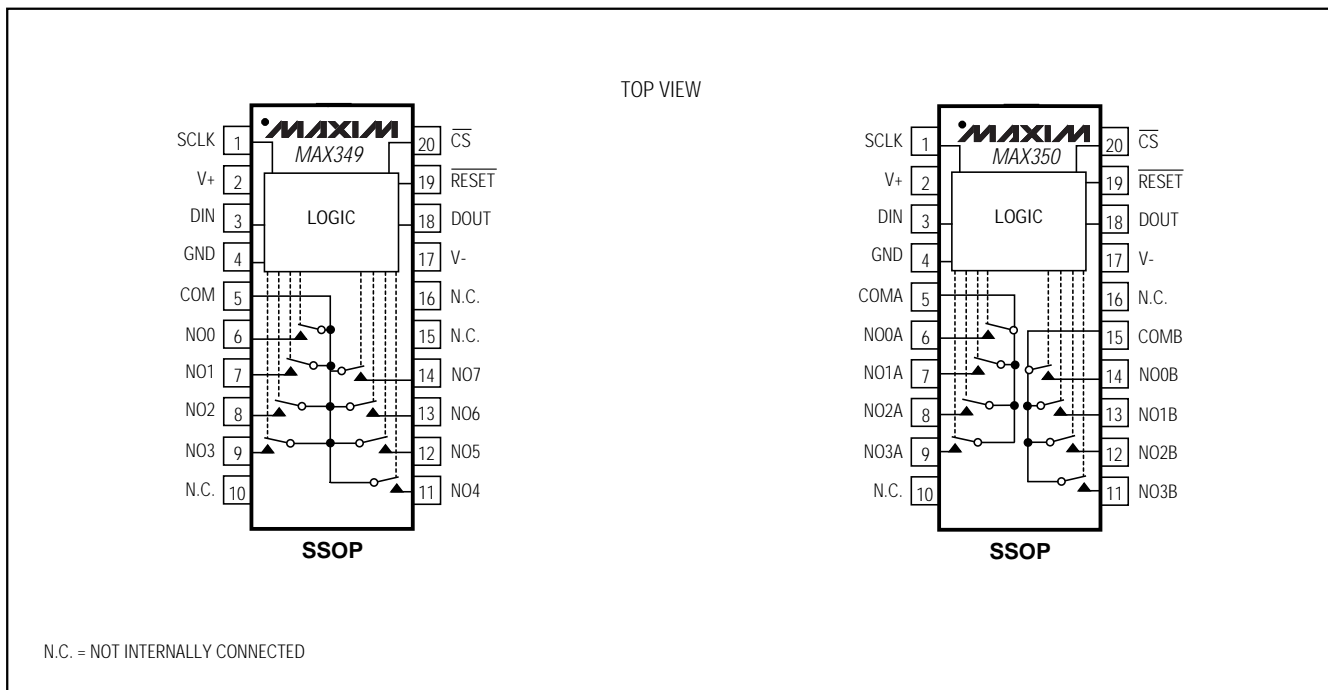 TOP VIEW
MAXIM
MAX349
SCLK 1
V+ 2
DIN 3
GND 4
COM 5
NO0 6
NO1 7
NO2 8
NO3 9
N.C. 10
LOGIC
20 CS
19 RESET
18 DOUT
17 V-
16 N.C.
15 N.C.
14 NO7
13 NO6
12 NO5
11 NO4
SSOP
MAXIM
MAX350
SCLK 1
V+ 2
DIN 3
GND 4
COMA 5
NO0A 6
NO1A 7
NO2A 8
NO3A 9
N.C. 10
LOGIC
20 CS
19 RESET
18 DOUT
17 V-
16 N.C.
15 COMB
14 NO0B
13 NO1B
12 NO2B
11 NO3B
SSOP
N.C. = NOT INTERNALLY CONNECTED